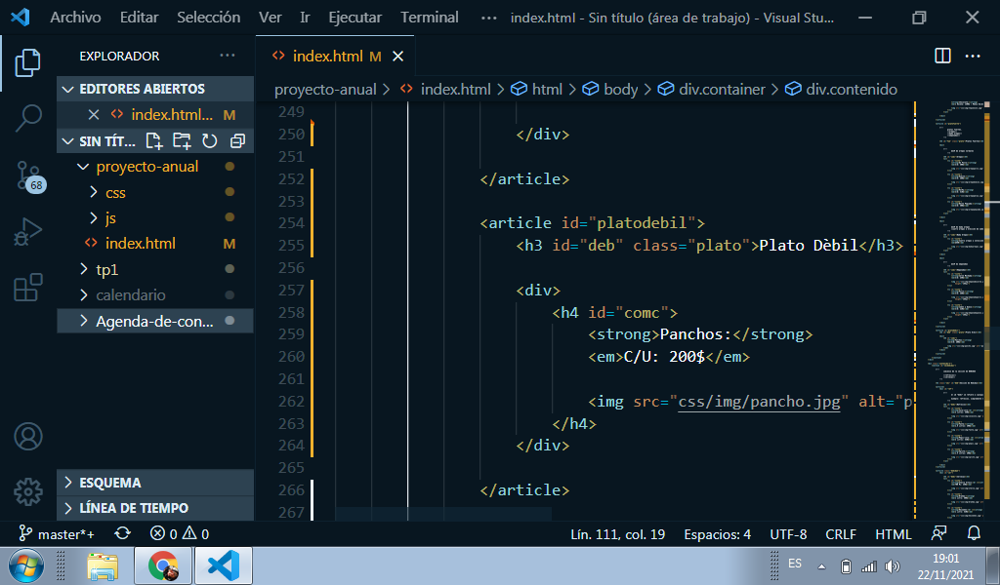 Archivo Editar Selección Ver Ir Ejecutar Terminal ··· index.html - Sin título (área de trabajo) - Visual Stu...
EXPLORADOR ···
index.html M
EDITORES ABIERTOS
index.html... M
SIN TÍT...
proyecto-anual
css
js
index.html M
tp1
calendario
Agenda-de-con...
68
ESQUEMA
LÍNEA DE TIEMPO
proyecto-anual > index.html > html > body > div.container > div.contenido
249
250 </div>
251
252 </article>
253
254 <article id="platodebil">
255 <h3 id="deb" class="plato">Plato Dèbil</h3>
256
257 <div>
258 <h4 id="comc">
259 <strong>Panchos:</strong>
260 <em>C/U: 200$</em>
261
262 <img src="css/img/pancho.jpg" alt="p
263 </h4>
264 </div>
265
266 </article>
267
master*+ 0 0 Lín. 111, col. 19 Espacios: 4 UTF-8 CRLF HTML
ES 19:01
22/11/2021